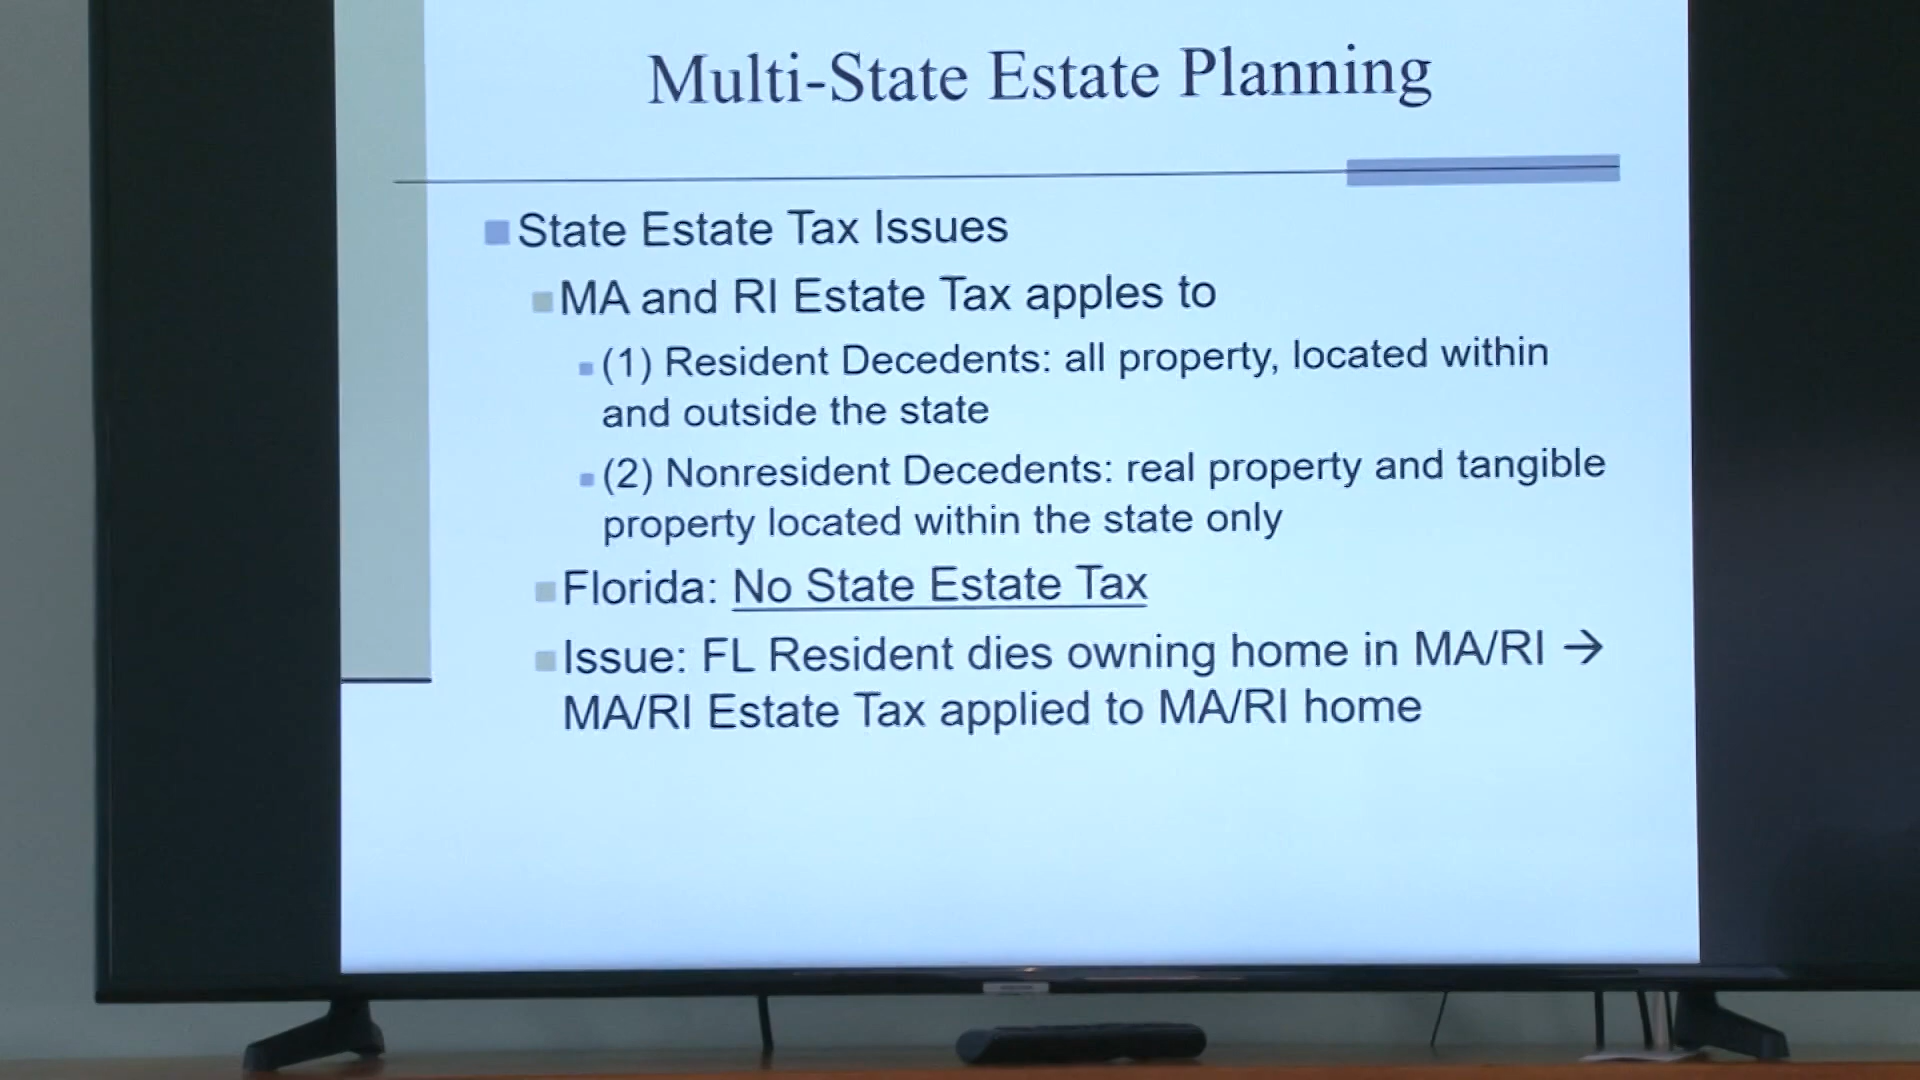 Multi-State Estate Planning
State Estate Tax Issues
MA and RI Estate Tax apples to
(1) Resident Decedents: all property, located within
and outside the state
(2) Nonresident Decedents: real property and tangible
property located within the state only
Florida: No State Estate Tax
Issue: FL Resident dies owning home in MA/RI →
MA/RI Estate Tax applied to MA/RI home